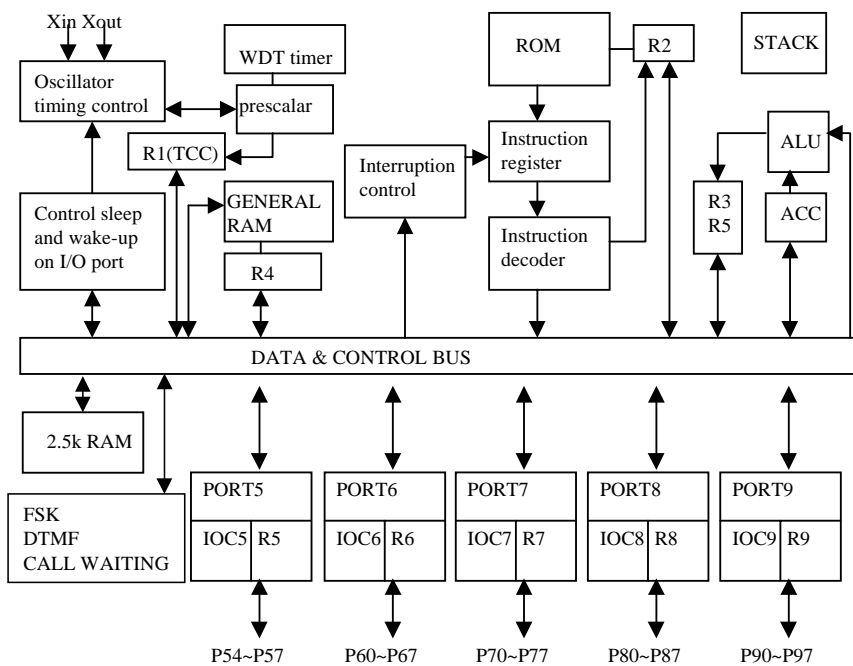 Xin Xout
Oscillator
timing control
WDT timer
prescalar
R1(TCC)
Control sleep
and wake-up
on I/O port
GENERAL
RAM
R4
Interruption
control
ROM
R2
Instruction
register
Instruction
decoder
STACK
ALU
R3
R5
ACC
DATA & CONTROL BUS
2.5k RAM
FSK
DTMF
CALL WAITING
PORT5
IOC5 R5
P54~P57
PORT6
IOC6 R6
P60~P67
PORT7
IOC7 R7
P70~P77
PORT8
IOC8 R8
P80~P87
PORT9
IOC9 R9
P90~P97